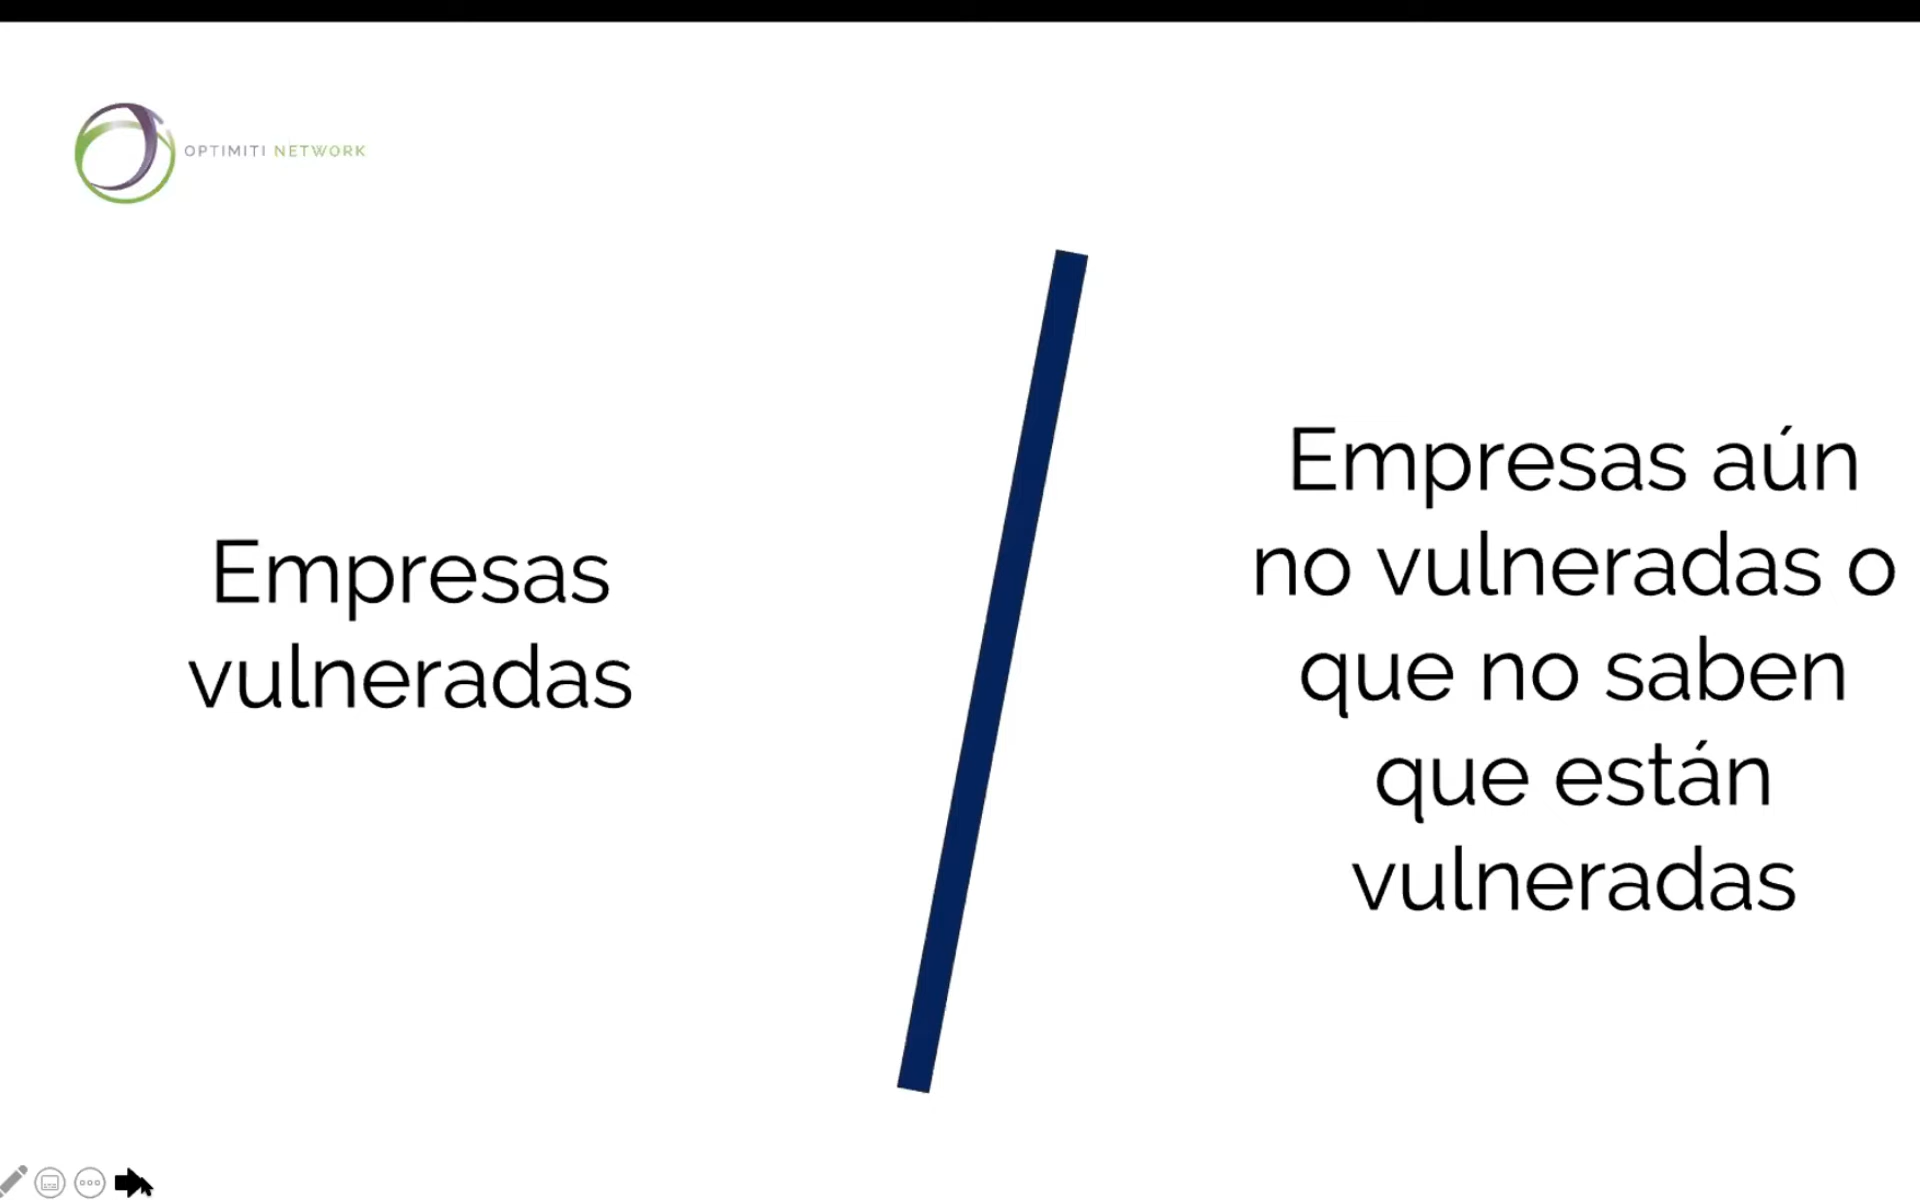 OPTIMITI NETWORK
Empresas
vulneradas
Empresas aún
no vulneradas o
que no saben
que están
vulneradas